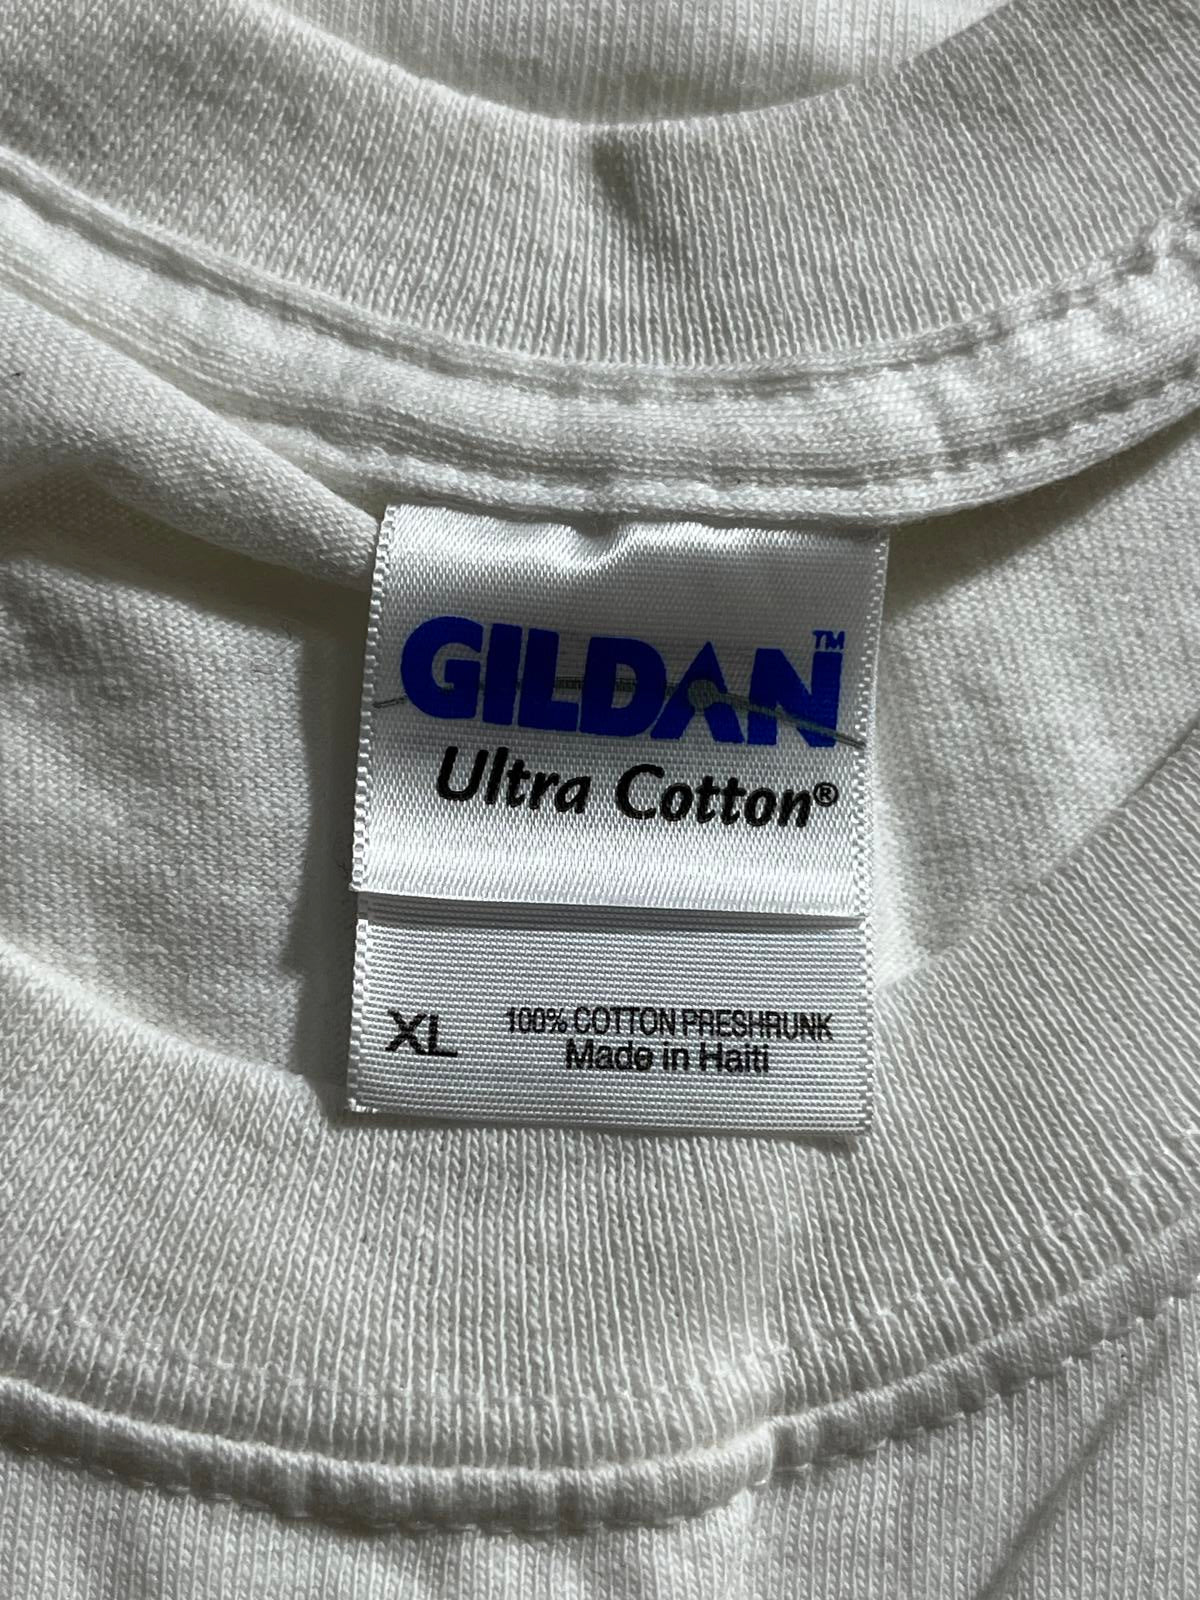 GILDAN™
Ultra Cotton®
XL
100% COTTON PRESHRUNK
Made in Haiti